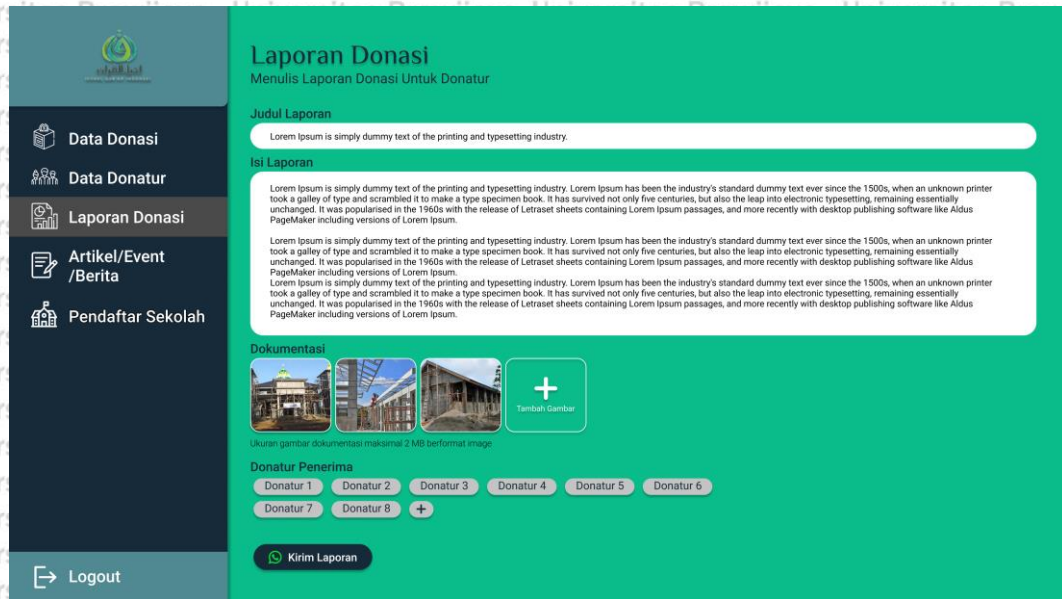 Data Donasi
Data Donatur
Laporan Donasi
Artikel/Event
/Berita
Pendaftar Sekolah
Logout
Laporan Donasi
Menulis Laporan Donasi Untuk Donatur
Judul Laporan
Lorem Ipsum is simply dummy text of the printing and typesetting industry.
Isi Laporan
Lorem Ipsum is simply dummy text of the printing and typesetting industry. Lorem Ipsum has been the industry's standard dummy text ever since the 1500s, when an unknown printer
took a galley of type and scrambled it to make a type specimen book. It has survived not only five centuries, but also the leap into electronic typesetting, remaining essentially
unchanged. It was popularised in the 1960s with the release of Letraset sheets containing Lorem Ipsum passages, and more recently with desktop publishing software like Aldus
PageMaker including versions of Lorem Ipsum.
Lorem Ipsum is simply dummy text of the printing and typesetting industry. Lorem Ipsum has been the industry's standard dummy text ever since the 1500s, when an unknown printer
took a galley of type and scrambled it to make a type specimen book. It has survived not only five centuries, but also the leap into electronic typesetting, remaining essentially
unchanged. It was popularised in the 1960s with the release of Letraset sheets containing Lorem Ipsum passages, and more recently with desktop publishing software like Aldus
PageMaker including versions of Lorem Ipsum.
Lorem Ipsum is simply dummy text of the printing and typesetting industry. Lorem Ipsum has been the industry's standard dummy text ever since the 1500s, when an unknown printer
took a galley of type and scrambled it to make a type specimen book. It has survived not only five centuries, but also the leap into electronic typesetting, remaining essentially
unchanged. It was popularised in the 1960s with the release of Letraset sheets containing Lorem Ipsum passages, and more recently with desktop publishing software like Aldus
PageMaker including versions of Lorem Ipsum.
Dokumentasi
Tambah Gambar
Ukuran gambar dokumentasi maksimal 2 MB berformat image
Donatur Penerima
Donatur 1 Donatur 2 Donatur 3 Donatur 4 Donatur 5 Donatur 6
Donatur 7 Donatur 8 +
Kirim Laporan